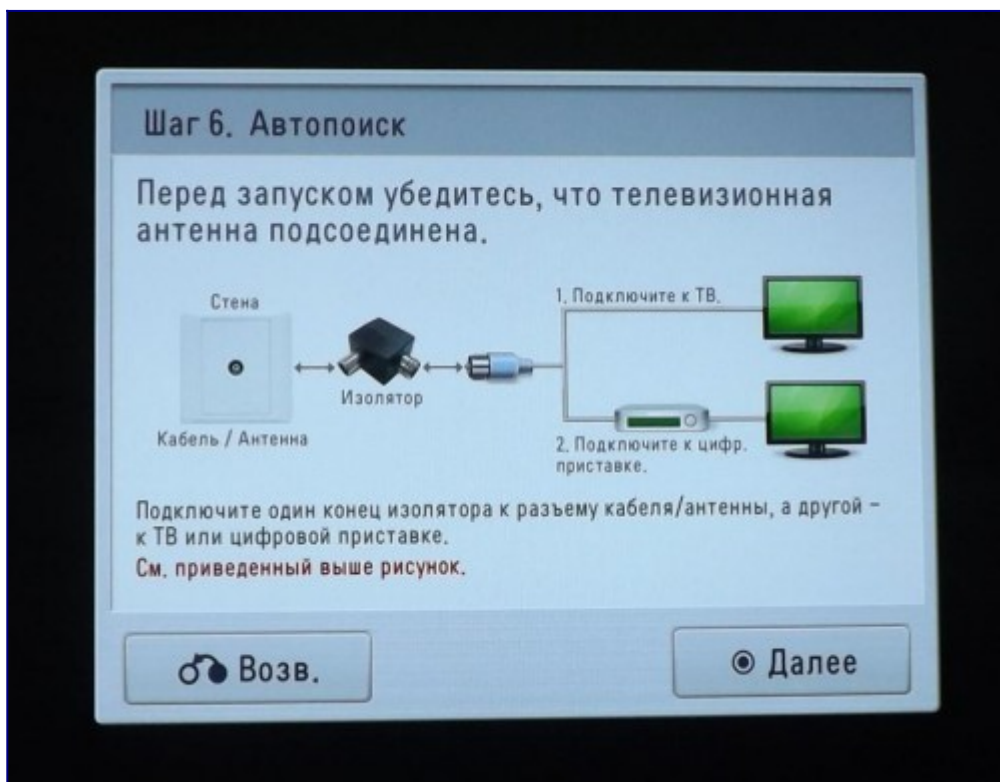 Шаг 6. Автопоиск
Перед запуском убедитесь, что телевизионная
антенна подсоединена.
Стена
1. Подключите к ТВ.
Изолятор
Кабель / Антенна
2. Подключите к цифр.
приставке.
Подключите один конец изолятора к разъему кабеля/антенны, а другой –
к ТВ или цифровой приставке.
См. приведенный выше рисунок.
Возв.
Далее